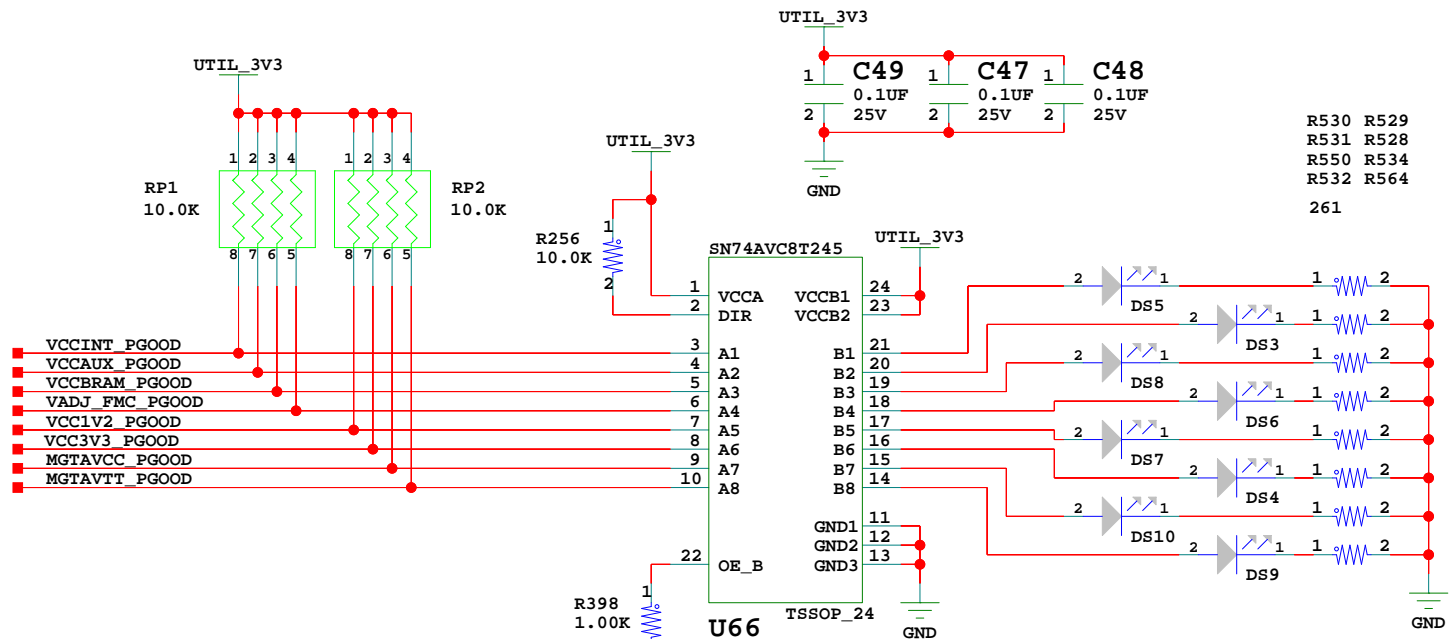 UTIL_3V3
C49
C47
C48
1
1
1
0.1UF
0.1UF
0.1UF
2
25V
2
25V
2
25V
GND
UTIL_3V3
1 2 3 4
1 2 3 4
RP1
10.0K
RP2
10.0K
8 7 6 5
8 7 6 5
UTIL_3V3
1
R256
10.0K
2
R530 R529
R531 R528
R550 R534
R532 R564
261
UTIL_3V3
SN74AVC8T245
1 VCCA VCCB1 24
2 DIR VCCB2 23
VCCINT_PGOOD 3 A1 B1 21
VCCAUX_PGOOD 4 A2 B2 20
VCCBRAM_PGOOD 5 A3 B3 19
VADJ_FMC_PGOOD 6 A4 B4 18
VCC1V2_PGOOD 7 A5 B5 17
VCC3V3_PGOOD 8 A6 B6 16
MGTAVCC_PGOOD 9 A7 B7 15
MGTAVTT_PGOOD 10 A8 B8 14
GND1 11
GND2 12
22 OE_B GND3 13
1
R398
1.00K
TSSOP_24
U66
GND
2 DS5 1 1 2
2 DS3 1 1 2
2 DS8 1 1 2
2 DS6 1 1 2
2 DS7 1 1 2
2 DS4 1 1 2
2 DS10 1 1 2
2 DS9 1 1 2
GND